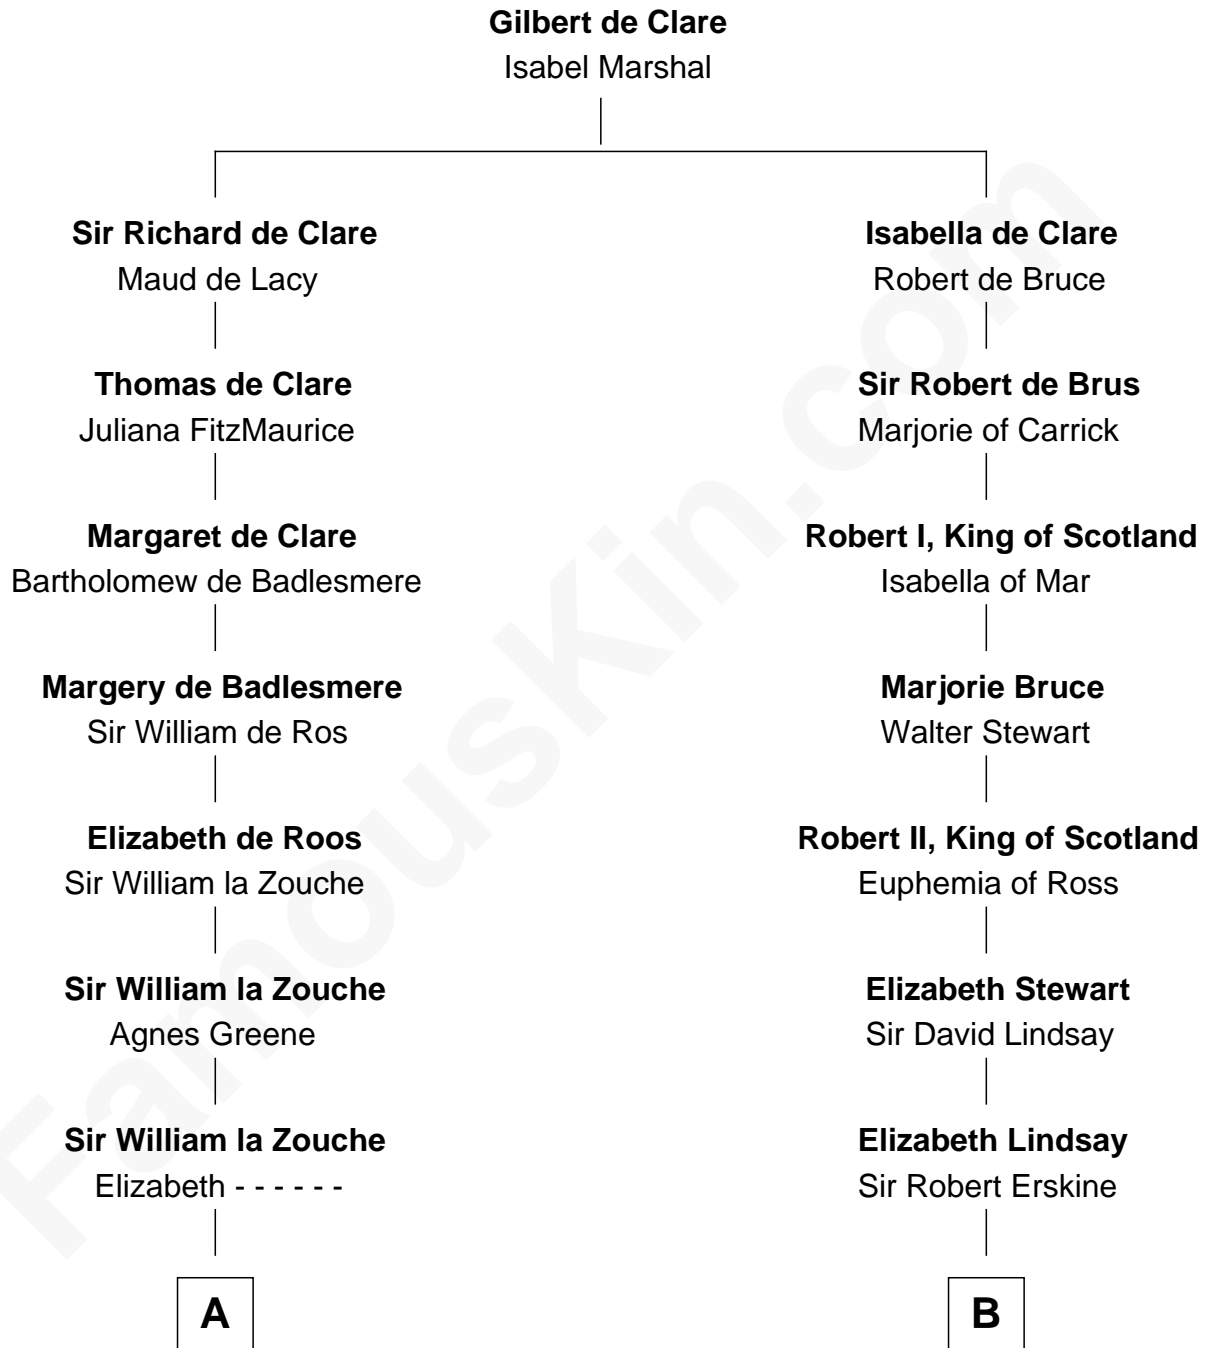 Gilbert de Clare
Isabel Marshal
Sir Richard de Clare
Maud de Lacy
Thomas de Clare
Juliana FitzMaurice
Margaret de Clare
Bartholomew de Badlesmere
Margery de Badlesmere
Sir William de Ros
Elizabeth de Roos
Sir William la Zouche
Sir William la Zouche
Agnes Greene
Sir William la Zouche
Elizabeth - - - - - -
A
Isabella de Clare
Robert de Bruce
Sir Robert de Brus
Marjorie of Carrick
Robert I, King of Scotland
Isabella of Mar
Marjorie Bruce
Walter Stewart
Robert II, King of Scotland
Euphemia of Ross
Elizabeth Stewart
Sir David Lindsay
Elizabeth Lindsay
Sir Robert Erskine
B
FamousKin.com